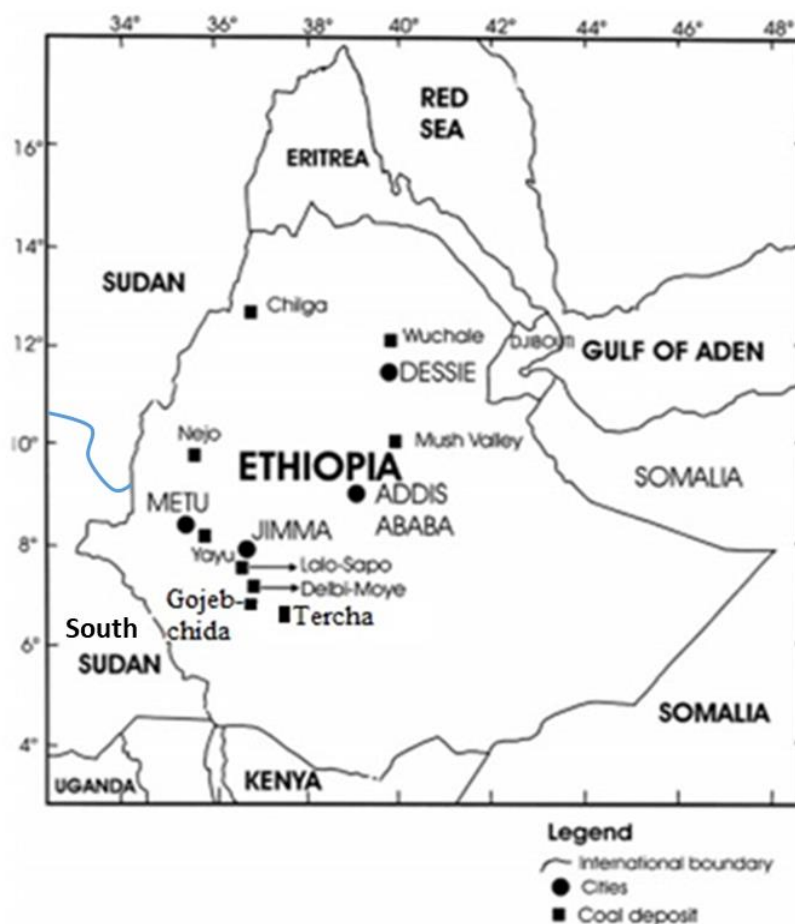 34° 36° 38° 40° 42° 44° 46° 48°
RED
SEA
16°
ERITREA
14°
SUDAN
Chilga
12°
Wuchale
DJIBOUTI
GULF OF ADEN
DESSIE
10°
Nejo
Mush Valley
ETHIOPIA
SOMALIA
METU
ADDIS
ABABA
8°
JIMMA
Yayu
Lalo-Sapo
Delbi-Moye
Gojeb-
chida
Tercha
South
SUDAN
6°
SOMALIA
4°
UGANDA
KENYA
Legend
International boundary
Cities
Coal deposit